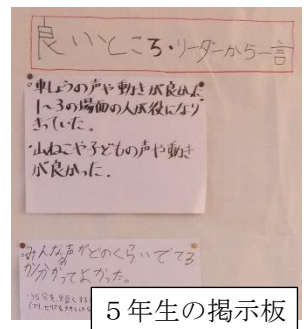 良いところ・リーダーから一言
・車しょうの声や動きが良かった
1~3の場面の人が役になり
きっていた。
・山ねこや子どもの声や動き
が良かった。
・みんな声がどのくらいでてる
か分かってよかった。
5年生の掲示板